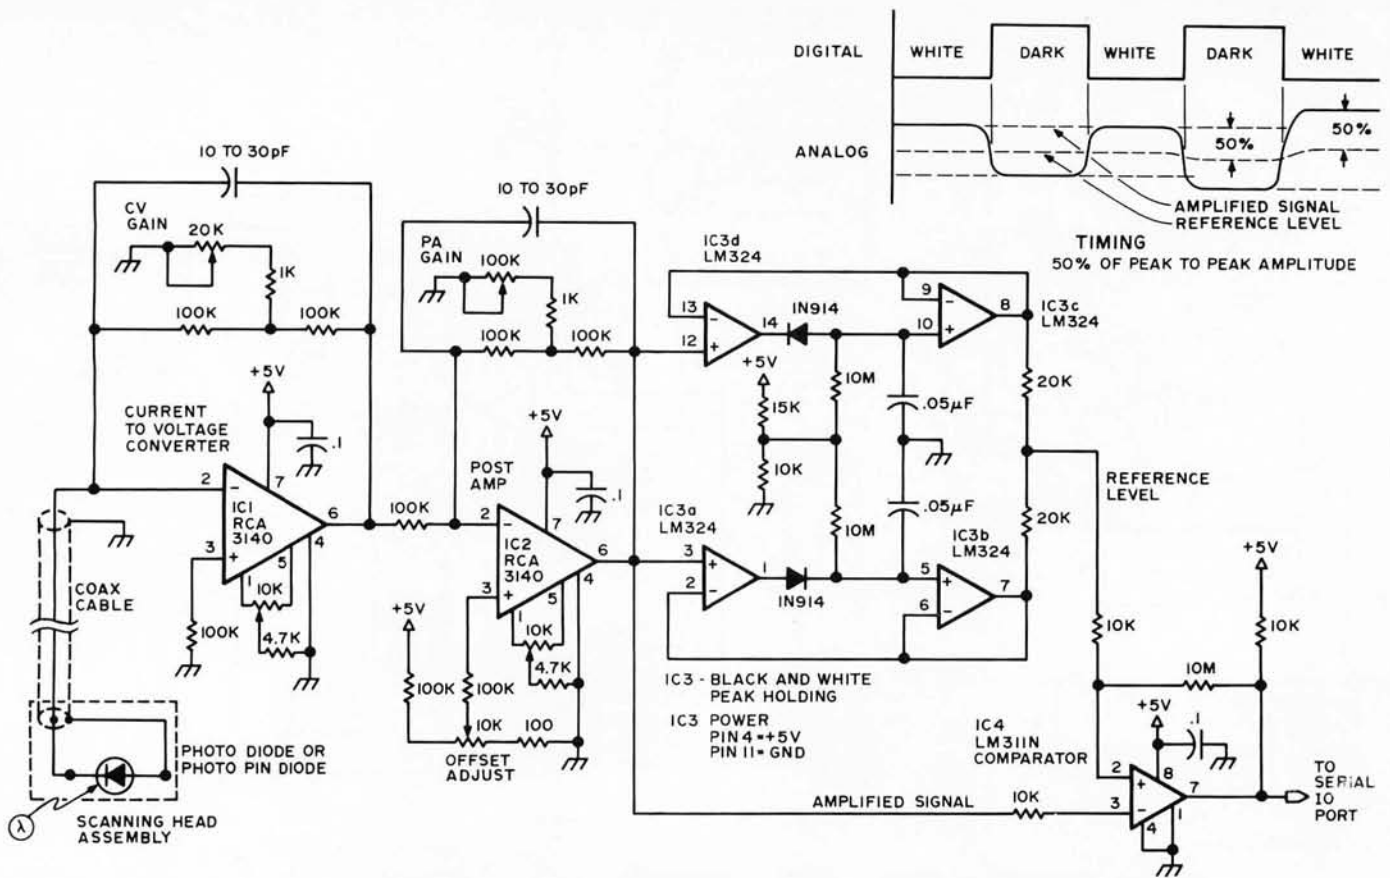 DIGITAL
WHITE
DARK
WHITE
DARK
WHITE
50%
50%
ANALOG
AMPLIFIED SIGNAL
REFERENCE LEVEL
TIMING
50% OF PEAK TO PEAK AMPLITUDE
10 TO 30pF
CV
GAIN
20K
1K
100K
100K
CURRENT
TO VOLTAGE
CONVERTER
+5V
.1
7
2
-
IC1
RCA
3140
6
3
+
5
4
1
10K
4.7K
100K
COAX
CABLE
PHOTO DIODE OR
PHOTO PIN DIODE
λ
SCANNING HEAD
ASSEMBLY
10 TO 30pF
PA
GAIN
100K
1K
100K
100K
+5V
POST
AMP
.1
100K
2
-
7
IC2
RCA
3140
6
3
+
5
4
1
10K
4.7K
+5V
100K
100K
10K
100
OFFSET
ADJUST
IC3d
LM324
13
-
12
+
14
1N914
9
-
10
+
8
IC3c
LM324
+5V
15K
10K
10M
.05μF
20K
10M
.05μF
20K
IC3a
LM324
3
+
2
-
1
1N914
IC3b
LM324
5
+
6
-
7
REFERENCE
LEVEL
IC3 - BLACK AND WHITE
PEAK HOLDING
IC3 POWER
PIN 4 = +5V
PIN 11 = GND
+5V
10K
10K
10M
IC4
LM311N
COMPARATOR
+5V
.1
2
+
8
7
3
-
4
1
AMPLIFIED SIGNAL
10K
TO
SERIAL
IO
PORT